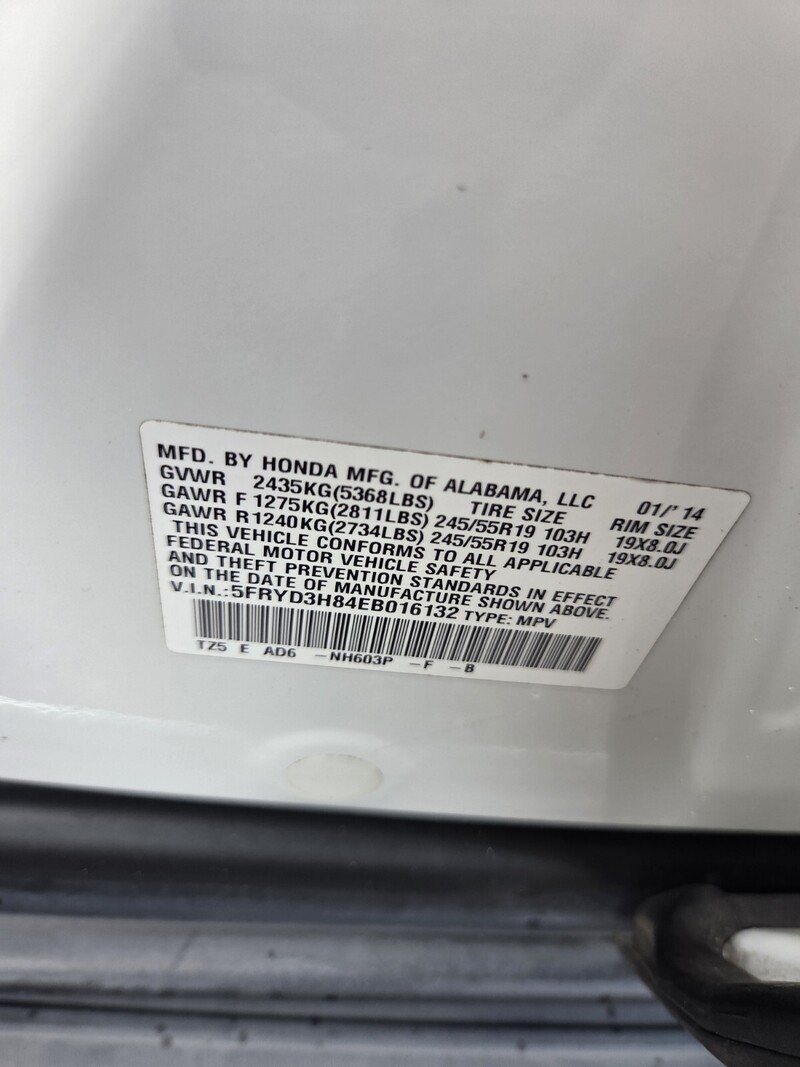 MFD. BY HONDA MFG. OF ALABAMA, LLC 01/'14
GVWR 2435KG(5368LBS) TIRE SIZE RIM SIZE
GAWR F 1275KG(2811LBS) 245/55R19 103H 19X8.0J
GAWR R 1240KG(2734LBS) 245/55R19 103H 19X8.0J
THIS VEHICLE CONFORMS TO ALL APPLICABLE
FEDERAL MOTOR VEHICLE SAFETY
AND THEFT PREVENTION STANDARDS IN EFFECT
ON THE DATE OF MANUFACTURE SHOWN ABOVE.
V.I.N.:5FRYD3H84EB016132 TYPE: MPV
TZ5 E AD6 -NH603P -F -B